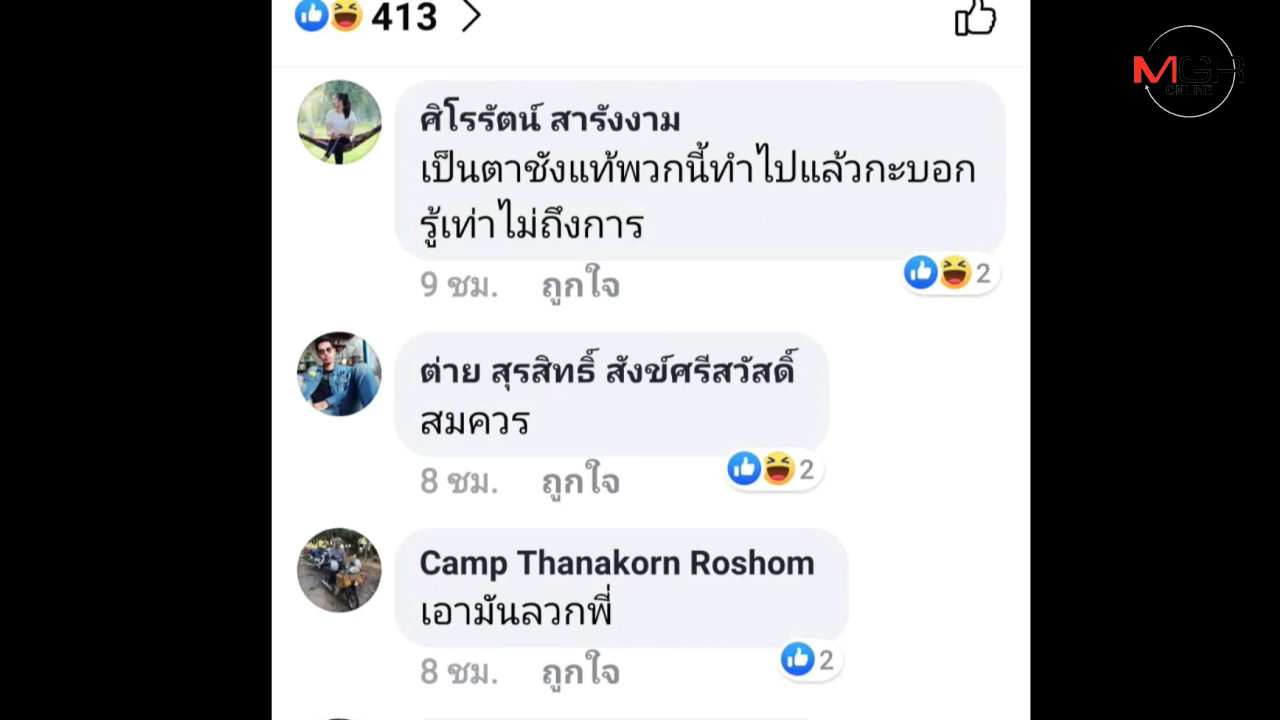 413
MGR
ONLINE
ศิโรรัตน์ สารังงาม
เป็นตาชังแท้พวกนี้ทำไปแล้วกะบอก
รู้เท่าไม่ถึงการ
9 ชม. ถูกใจ
2
ต่าย สุรสิทธิ์ สังข์ศรีสวัสดิ์
สมควร
8 ชม. ถูกใจ
2
Camp Thanakorn Roshom
เอามันลวกพี่
8 ชม. ถูกใจ
2